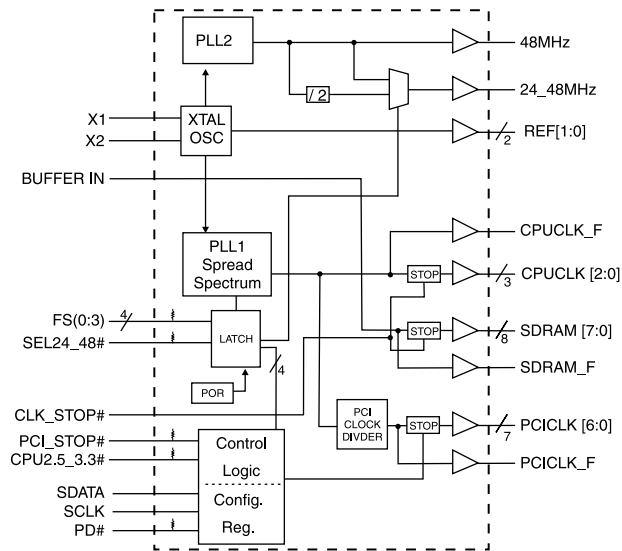 PLL2
48MHz
/ 2
24_48MHz
X1
X2
XTAL
OSC
REF[1:0]
2
BUFFER IN
PLL1
Spread
Spectrum
CPUCLK_F
STOP
CPUCLK [2:0]
3
FS(0:3)
4
SEL24_48#
LATCH
STOP
SDRAM [7:0]
8
4
SDRAM_F
POR
CLK_STOP#
PCI
CLOCK
DIVDER
STOP
PCICLK [6:0]
7
PCI_STOP#
CPU2.5_3.3#
Control
Logic
PCICLK_F
SDATA
SCLK
PD#
Config.
Reg.